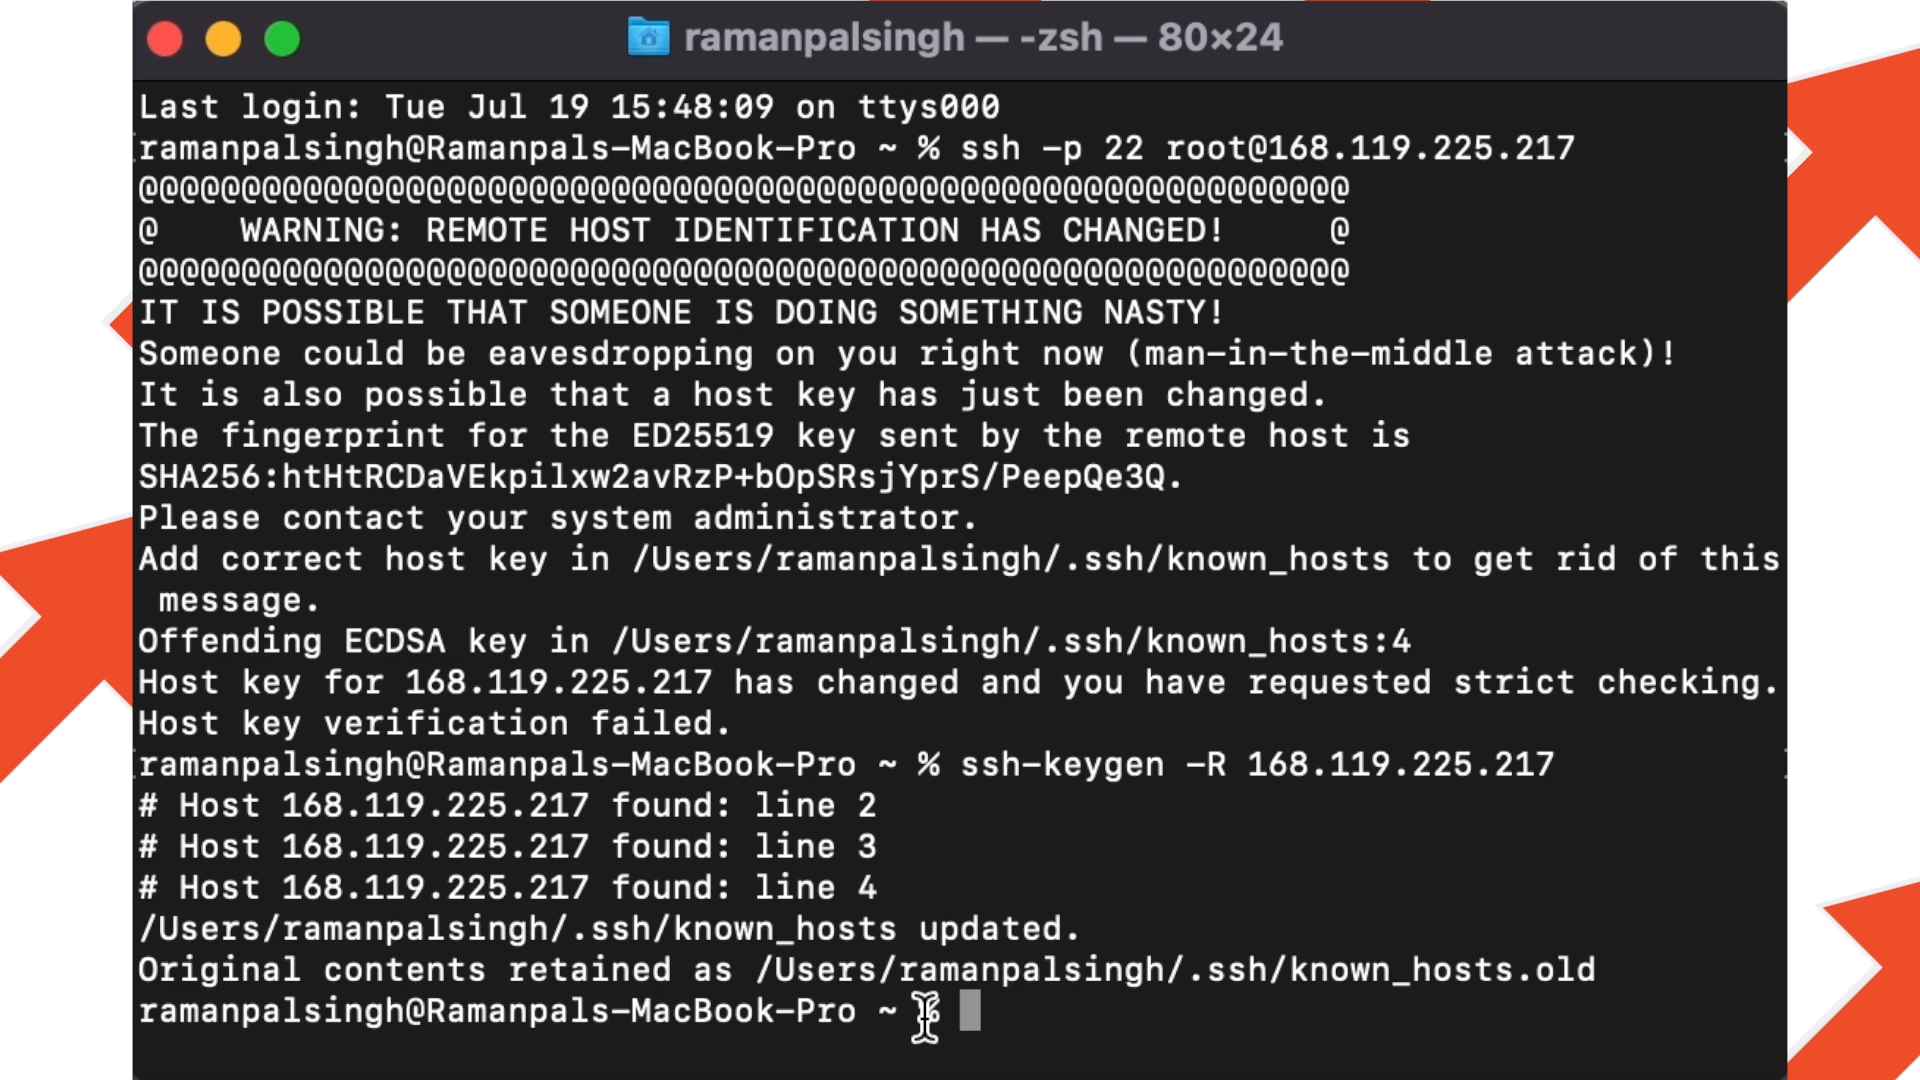 ramanpalsingh — -zsh — 80×24
Last login: Tue Jul 19 15:48:09 on ttys000
ramanpalsingh@Ramanpals-MacBook-Pro ~ % ssh -p 22 root@168.119.225.217
@@@@@@@@@@@@@@@@@@@@@@@@@@@@@@@@@@@@@@@@@@@@@@@@@@@@@@@@@@@
@    WARNING: REMOTE HOST IDENTIFICATION HAS CHANGED!     @
@@@@@@@@@@@@@@@@@@@@@@@@@@@@@@@@@@@@@@@@@@@@@@@@@@@@@@@@@@@
IT IS POSSIBLE THAT SOMEONE IS DOING SOMETHING NASTY!
Someone could be eavesdropping on you right now (man-in-the-middle attack)!
It is also possible that a host key has just been changed.
The fingerprint for the ED25519 key sent by the remote host is
SHA256:htHtRCDaVEkpilxw2avRzP+bOpSRsjYprS/PeepQe3Q.
Please contact your system administrator.
Add correct host key in /Users/ramanpalsingh/.ssh/known_hosts to get rid of this
 message.
Offending ECDSA key in /Users/ramanpalsingh/.ssh/known_hosts:4
Host key for 168.119.225.217 has changed and you have requested strict checking.
Host key verification failed.
ramanpalsingh@Ramanpals-MacBook-Pro ~ % ssh-keygen -R 168.119.225.217
# Host 168.119.225.217 found: line 2
# Host 168.119.225.217 found: line 3
# Host 168.119.225.217 found: line 4
/Users/ramanpalsingh/.ssh/known_hosts updated.
Original contents retained as /Users/ramanpalsingh/.ssh/known_hosts.old
ramanpalsingh@Ramanpals-MacBook-Pro ~ %